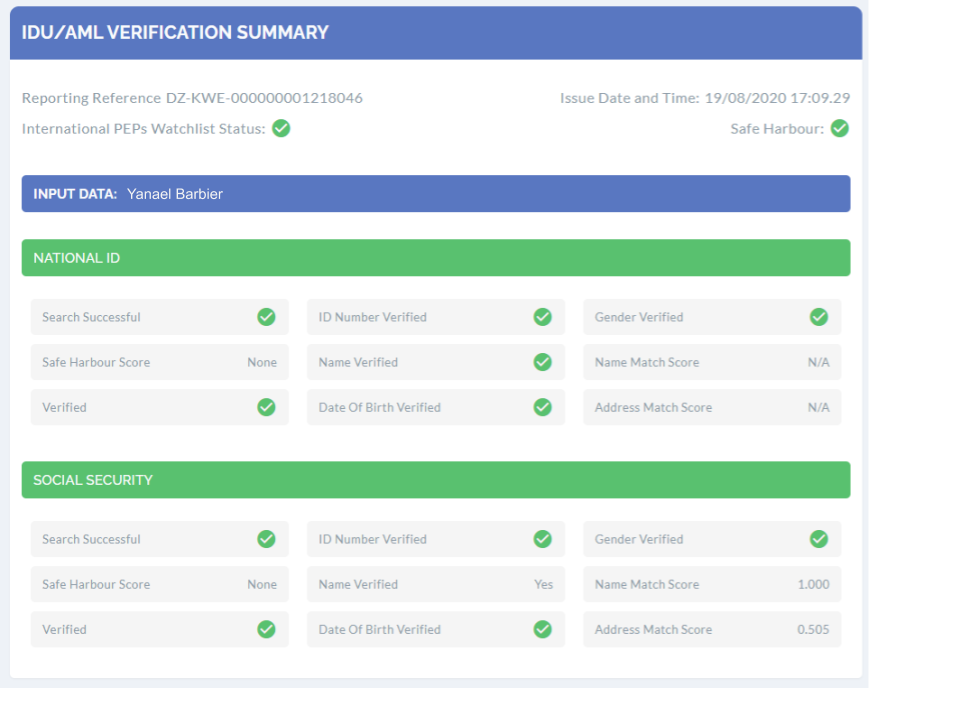 IDU/AML VERIFICATION SUMMARY
Reporting Reference DZ-KWE-000000001218046
Issue Date and Time: 19/08/2020 17:09.29
International PEPs Watchlist Status:
Safe Harbour:
INPUT DATA: Yanael Barbier
NATIONAL ID
Search Successful
ID Number Verified
Gender Verified
Safe Harbour Score None
Name Verified
Name Match Score N/A
Verified
Date Of Birth Verified
Address Match Score N/A
SOCIAL SECURITY
Search Successful
ID Number Verified
Gender Verified
Safe Harbour Score None
Name Verified Yes
Name Match Score 1.000
Verified
Date Of Birth Verified
Address Match Score 0.505